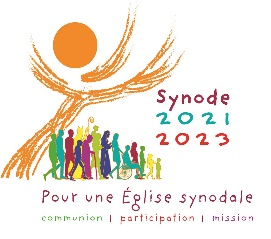 Synode
2021
2023
Pour une Église synodale
communion | participation | mission